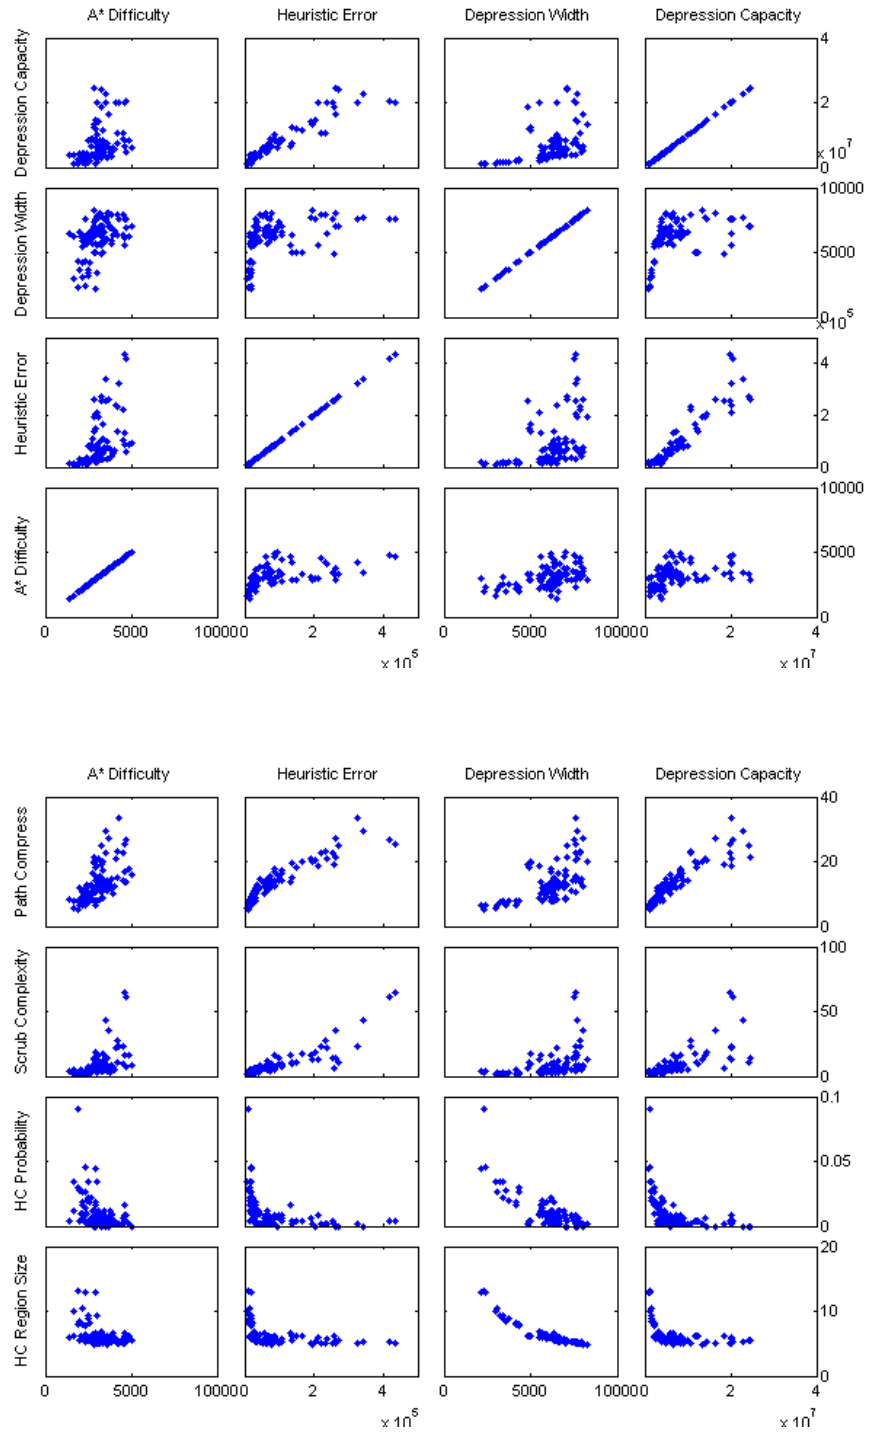 A* Difficulty Heuristic Error Depression Width Depression Capacity
Depression Capacity
4
2
0
x 10^7
Depression Width
10000
5000
0
x 10^5
Heuristic Error
4
2
0
A* Difficulty
10000
5000
0
0 5000 10000 0 2 4 0 5000 10000 0 2 4
x 10^5 x 10^7
A* Difficulty Heuristic Error Depression Width Depression Capacity
Path Compress
40
20
0
Scrub Complexity
100
50
0
HC Probability
0.1
0.05
0
HC Region Size
20
10
0
0 5000 10000 0 2 4 0 5000 10000 0 2 4
x 10^5 x 10^7